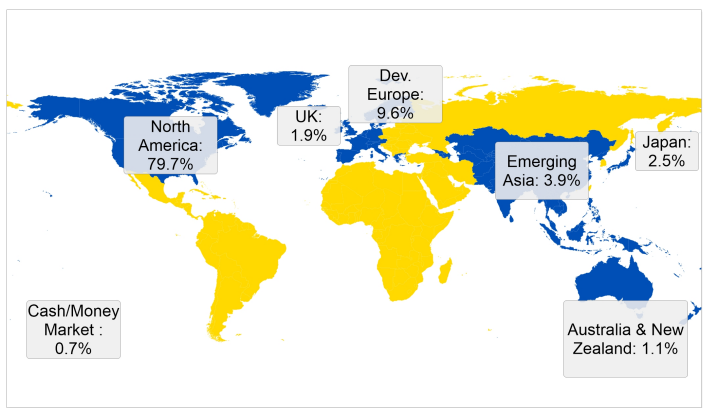 Dev.
Europe:
9.6%
UK:
1.9%
North
America:
79.7%
Japan:
2.5%
Emerging
Asia: 3.9%
Cash/Money
Market :
0.7%
Australia & New
Zealand: 1.1%